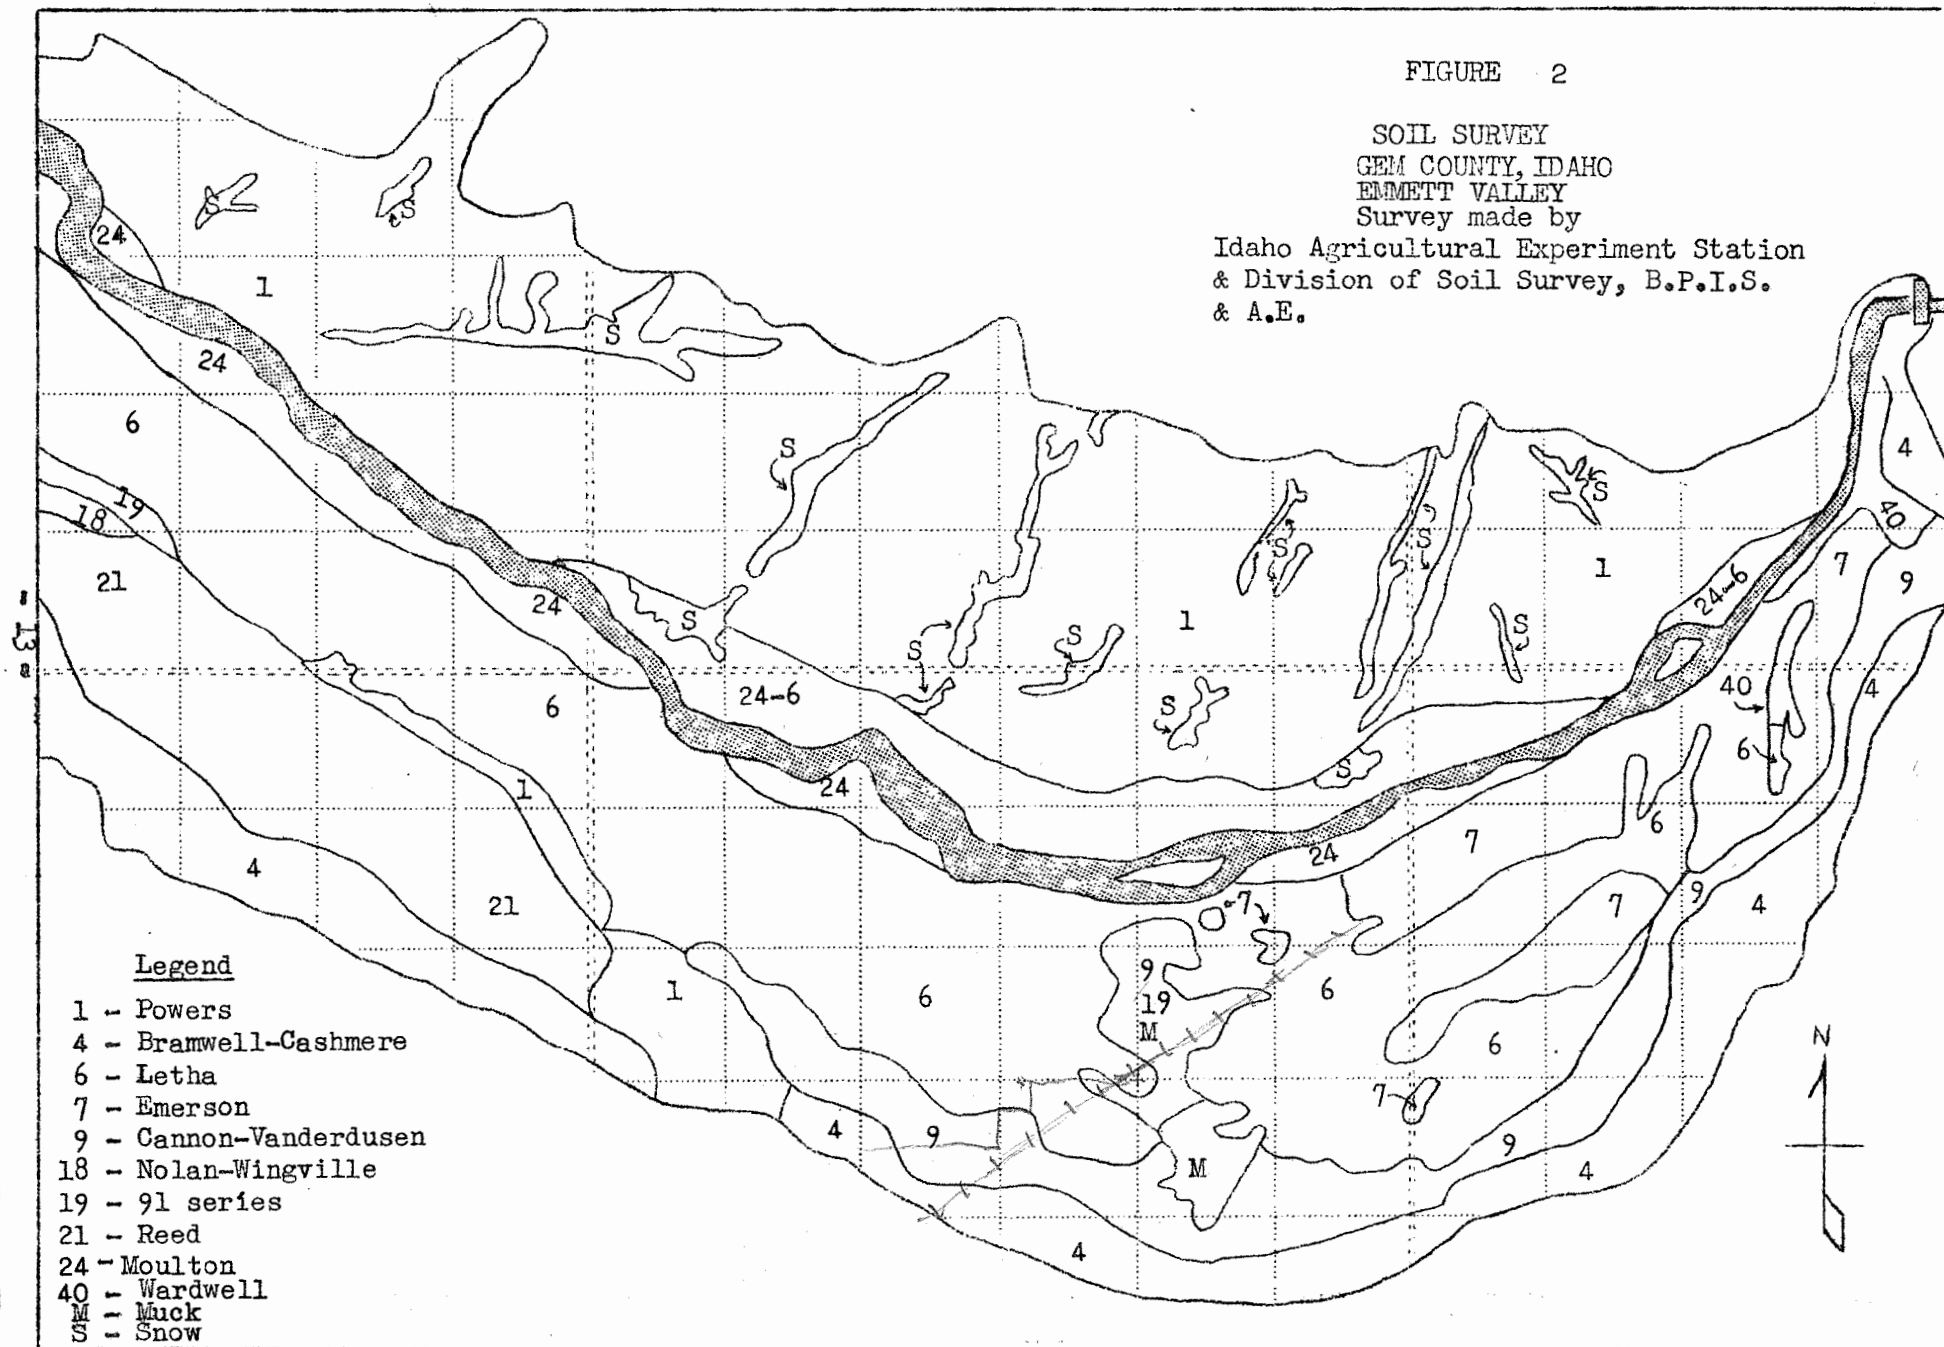 FIGURE 2
SOIL SURVEY
GEM COUNTY, IDAHO
EMMETT VALLEY
Survey made by
Idaho Agricultural Experiment Station
& Division of Soil Survey, B.P.I.S.
& A.E.
S
S
24
1
S
24
6
S
S
4
19
18
40
S
S
1
7
9
21
24
S
1
S
S
S
24-6
- 13 -
S
6
24-6
S
40
4
6
S
1
24
6
7
24
4
21
7
7
9
4
1
6
9
19
M
6
6
7
4
9
M
9
4
4
N
Legend
1 - Powers
4 - Bramwell-Cashmere
6 - Letha
7 - Emerson
9 - Cannon-Vanderdusen
18 - Nolan-Wingville
19 - 91 series
21 - Reed
24 - Moulton
40 - Wardwell
M - Muck
S - Snow